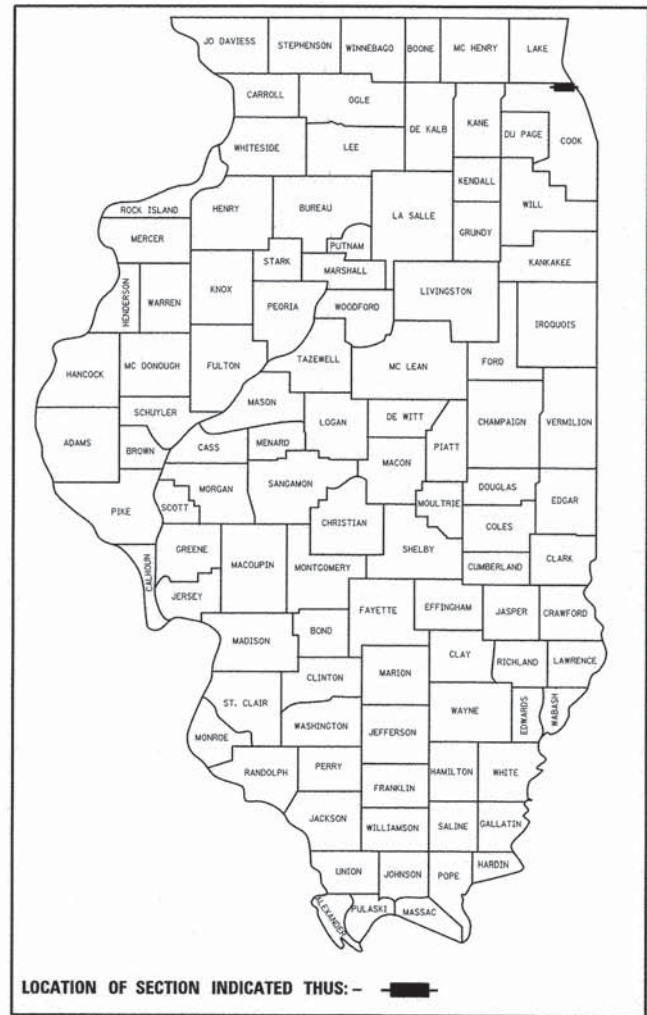 JO DAVIESS STEPHENSON WINNEBAGO BOONE MC HENRY LAKE
CARROLL OGLE DE KALB KANE DU PAGE COOK
WHITESIDE LEE
KENDALL
ROCK ISLAND HENRY BUREAU LA SALLE GRUNDY WILL
MERCER PUTNAM
STARK MARSHALL KANKAKEE
HENDERSON WARREN KNOX PEORIA WOODFORD LIVINGSTON
IROQUOIS
HANCOCK MC DONOUGH FULTON TAZEWELL MC LEAN FORD
SCHUYLER MASON
ADAMS BROWN CASS MENARD LOGAN DE WITT PIATT CHAMPAIGN VERMILION
MACON
PIKE SCOTT MORGAN SANGAMON CHRISTIAN MOULTRIE DOUGLAS EDGAR
COLES
CALHOUN GREENE MACOUPIN MONTGOMERY SHELBY CUMBERLAND CLARK
JERSEY
MADISON BOND FAYETTE EFFINGHAM JASPER CRAWFORD
CLINTON MARION CLAY RICHLAND LAWRENCE
ST. CLAIR WASHINGTON JEFFERSON WAYNE EDWARDS WABASH
MONROE
RANDOLPH PERRY FRANKLIN HAMILTON WHITE
JACKSON WILLIAMSON SALINE GALLATIN
UNION JOHNSON POPE HARDIN
ALEXANDER PULASKI MASSAC
LOCATION OF SECTION INDICATED THUS: –